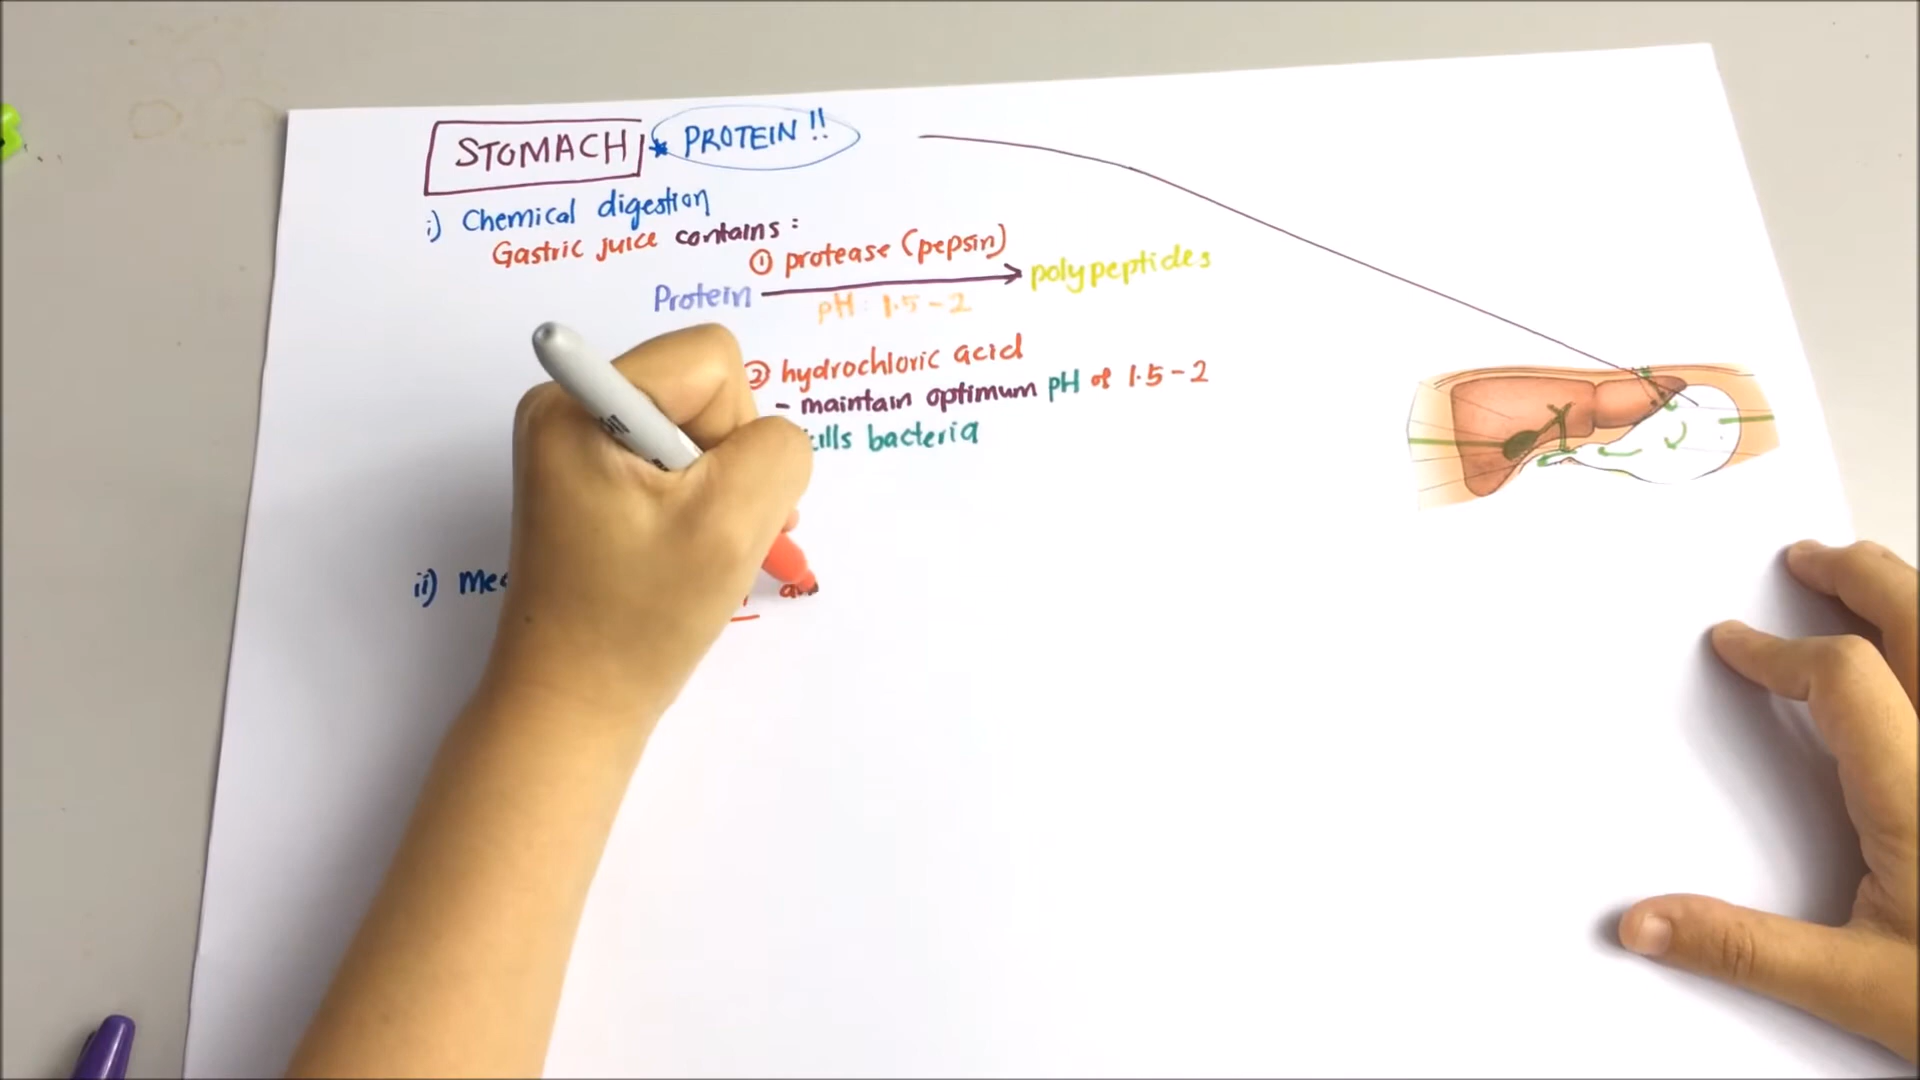 STOMACH * PROTEIN!!
i) Chemical digestion
Gastric juice contains:
① protease (pepsin)
Protein → polypeptides
pH: 1.5-2
② hydrochloric acid
- maintain optimum pH of 1.5-2
bacteria
ii)